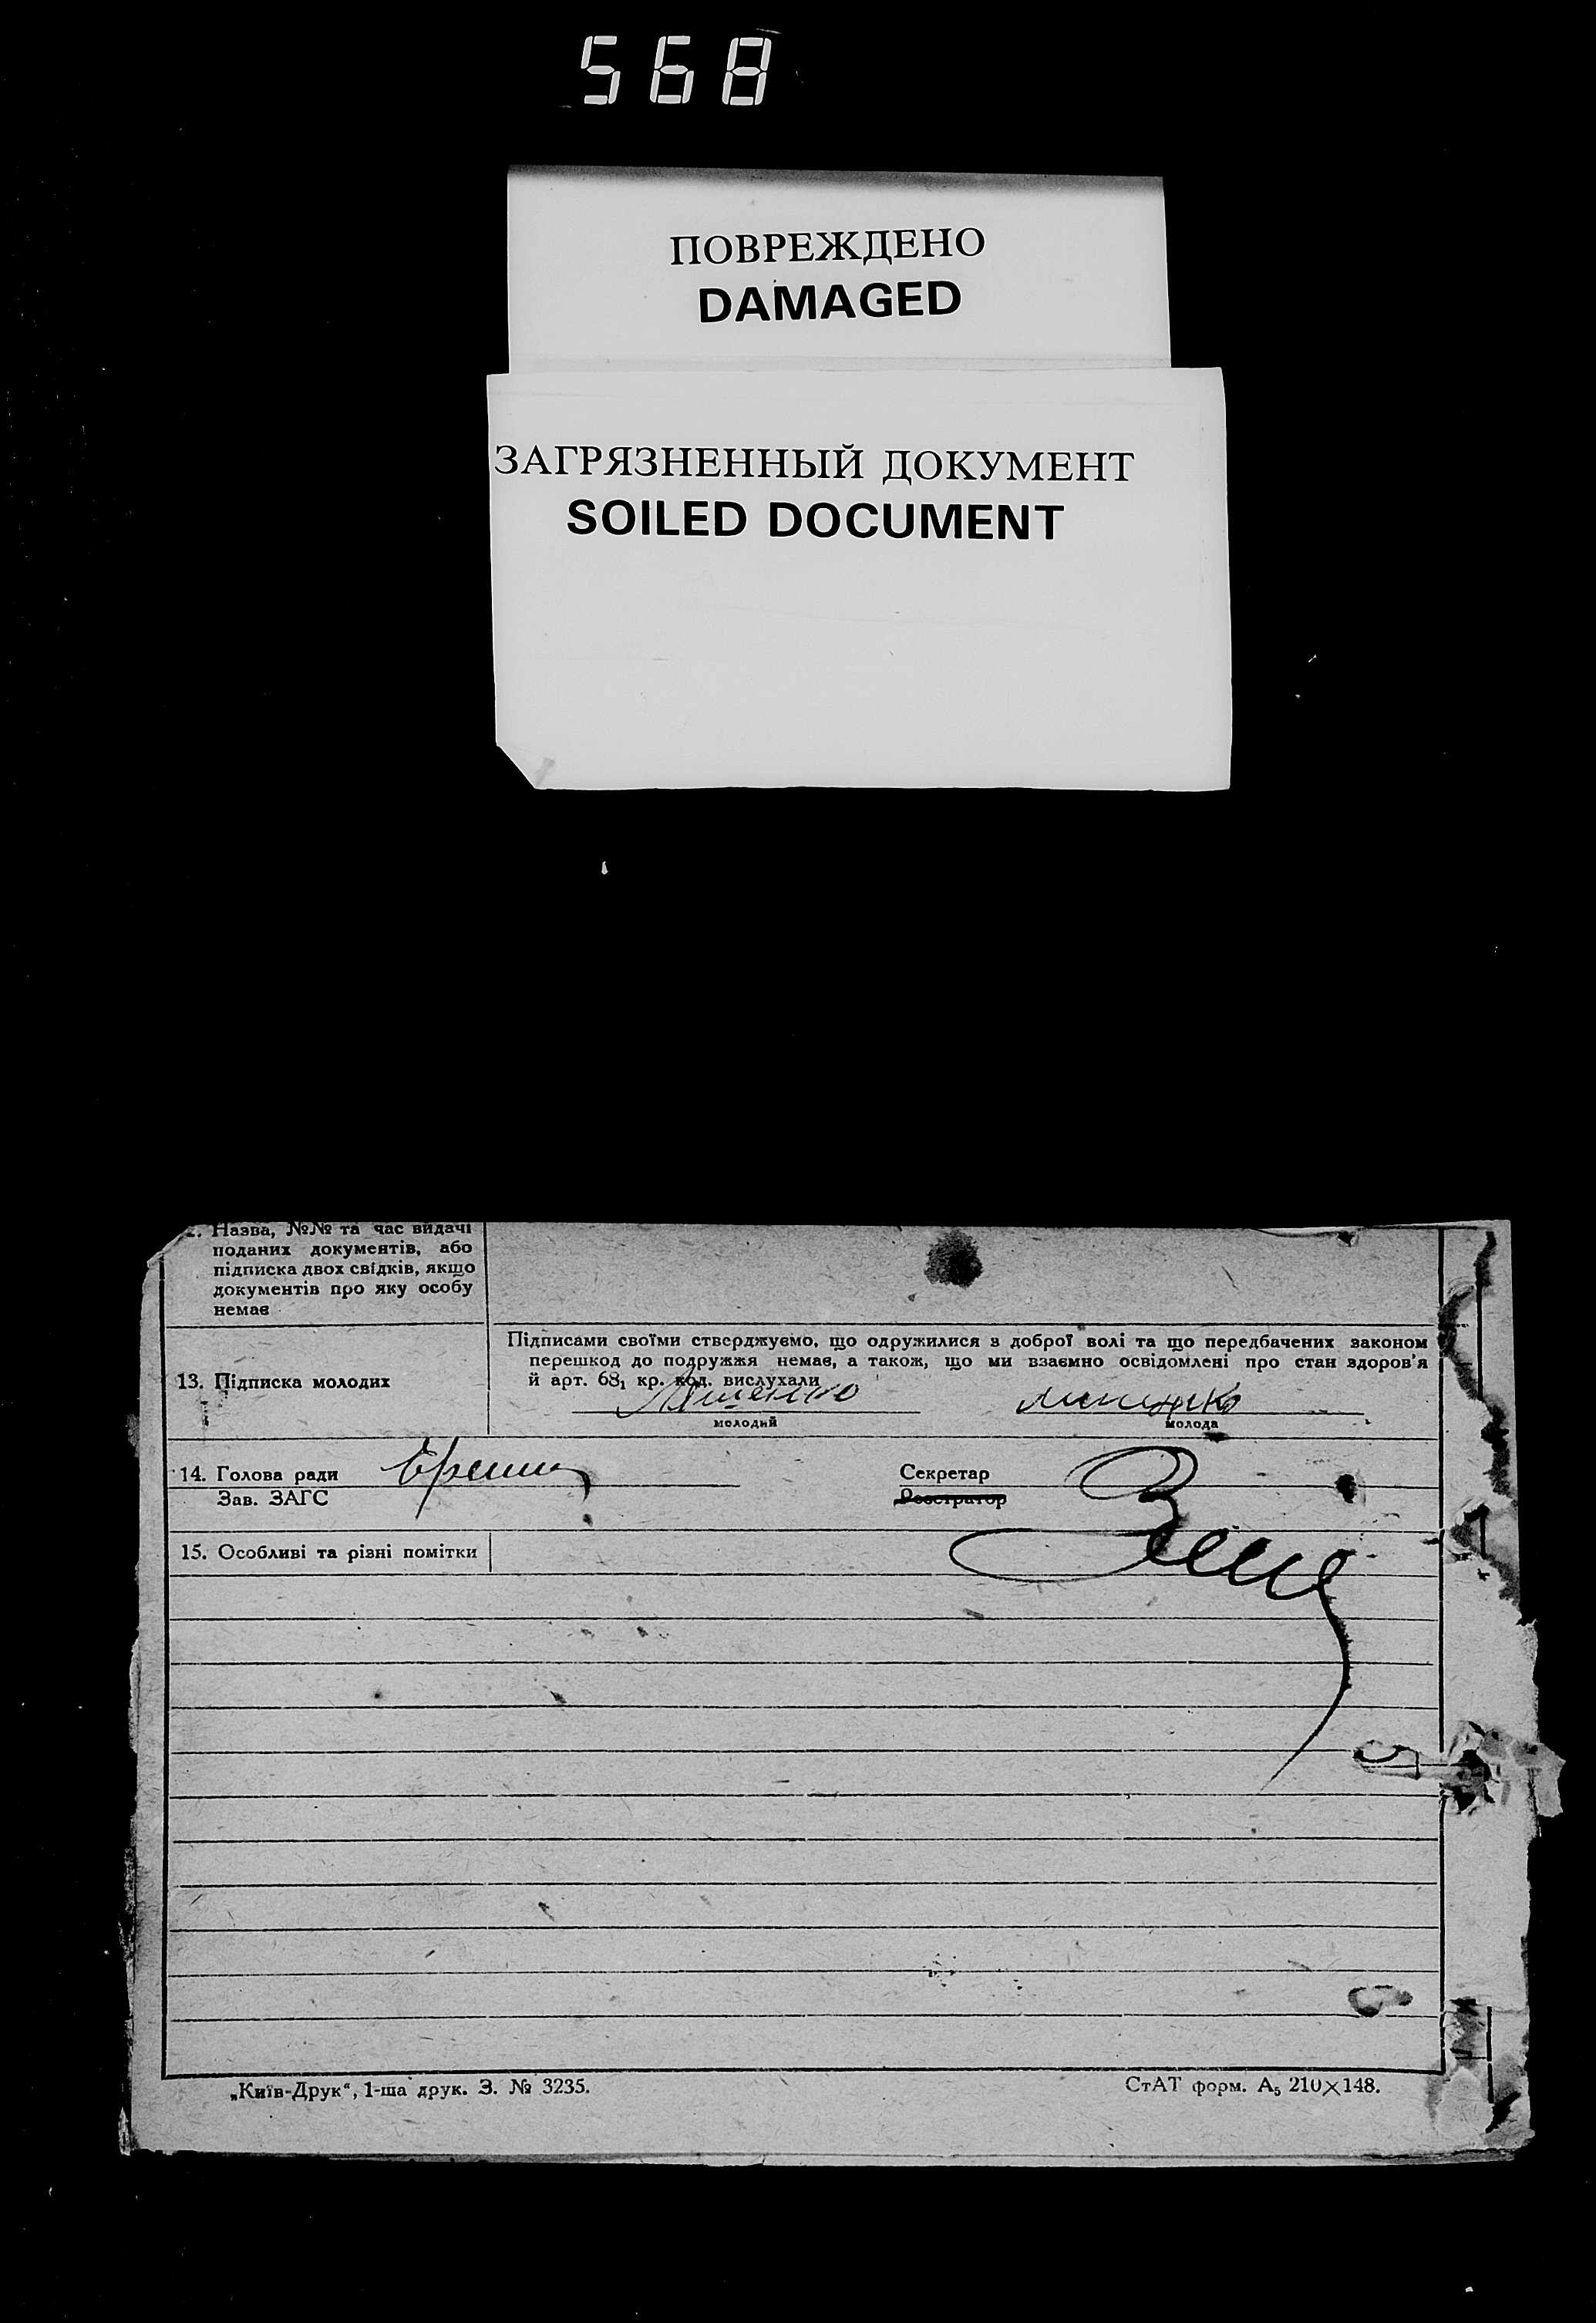 568
ПОВРЕЖДЕНО
DAMAGED
ЗАГРЯЗНЕННЫЙ ДОКУМЕНТ
SOILED DOCUMENT
Назва, №№ та час видачі
поданих документів, або
підписка двох свідків, якщо
документів про яку особу
немає
13. Підписка молодих
Підписами своїми стверджуємо, що одружилися з доброї волі та що передбачених законом
перешкод до подружжя немає, а також, що ми взаємно освідомлені про стан здоров'я
й арт. 68₁ кр. код. вислухали
молодий
молода
14. Голова ради
Секретар
Зав. ЗАГС
Реєстратор
15. Особливі та різні помітки
„Київ-Друк“, 1-ша друк. З. № 3235.
СтАТ форм. А₅ 210×148.